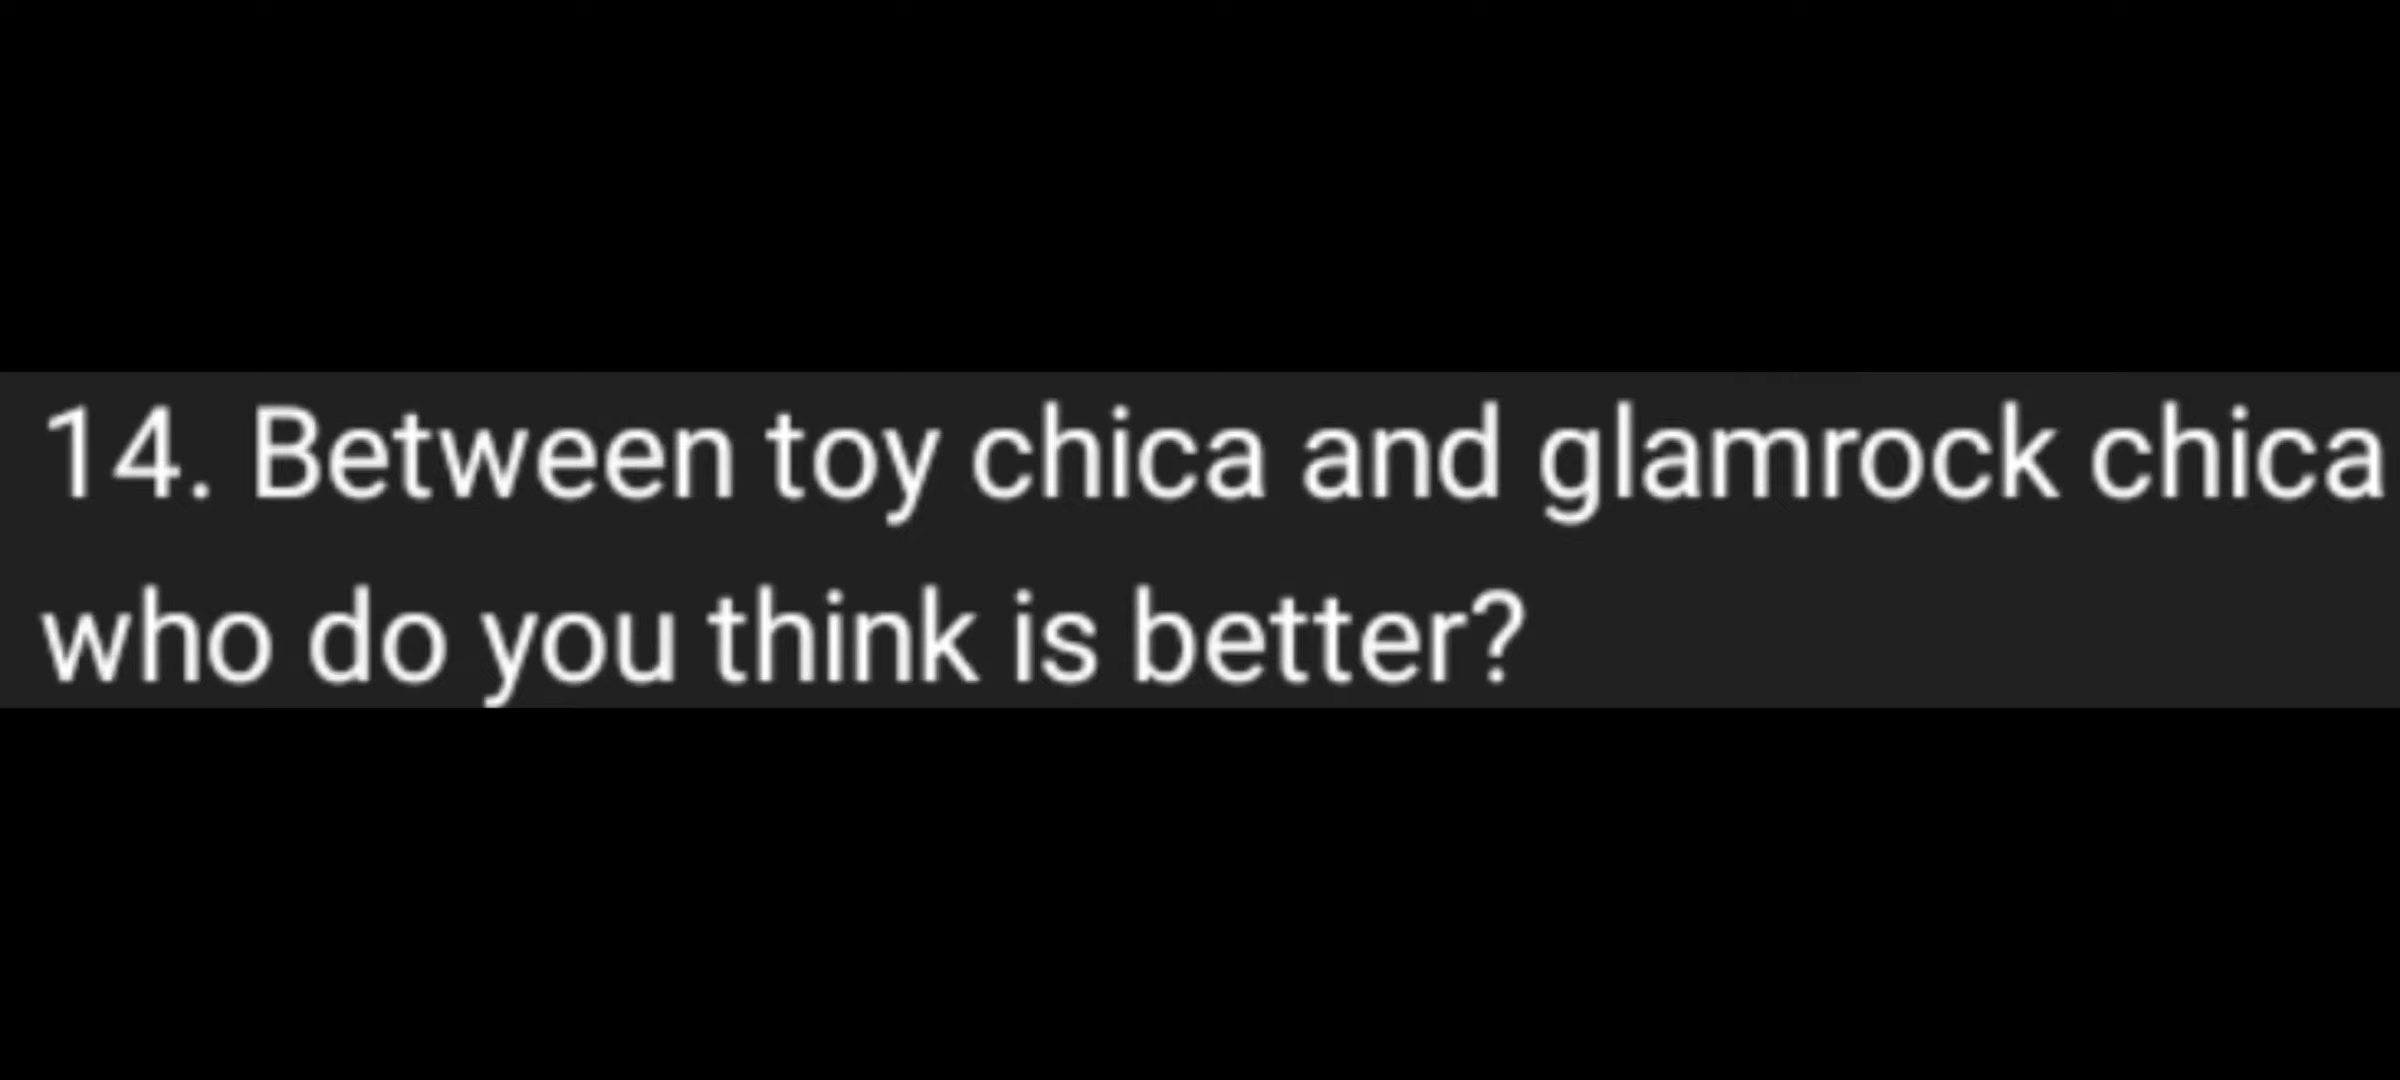 14. Between toy chica and glamrock chica
who do you think is better?